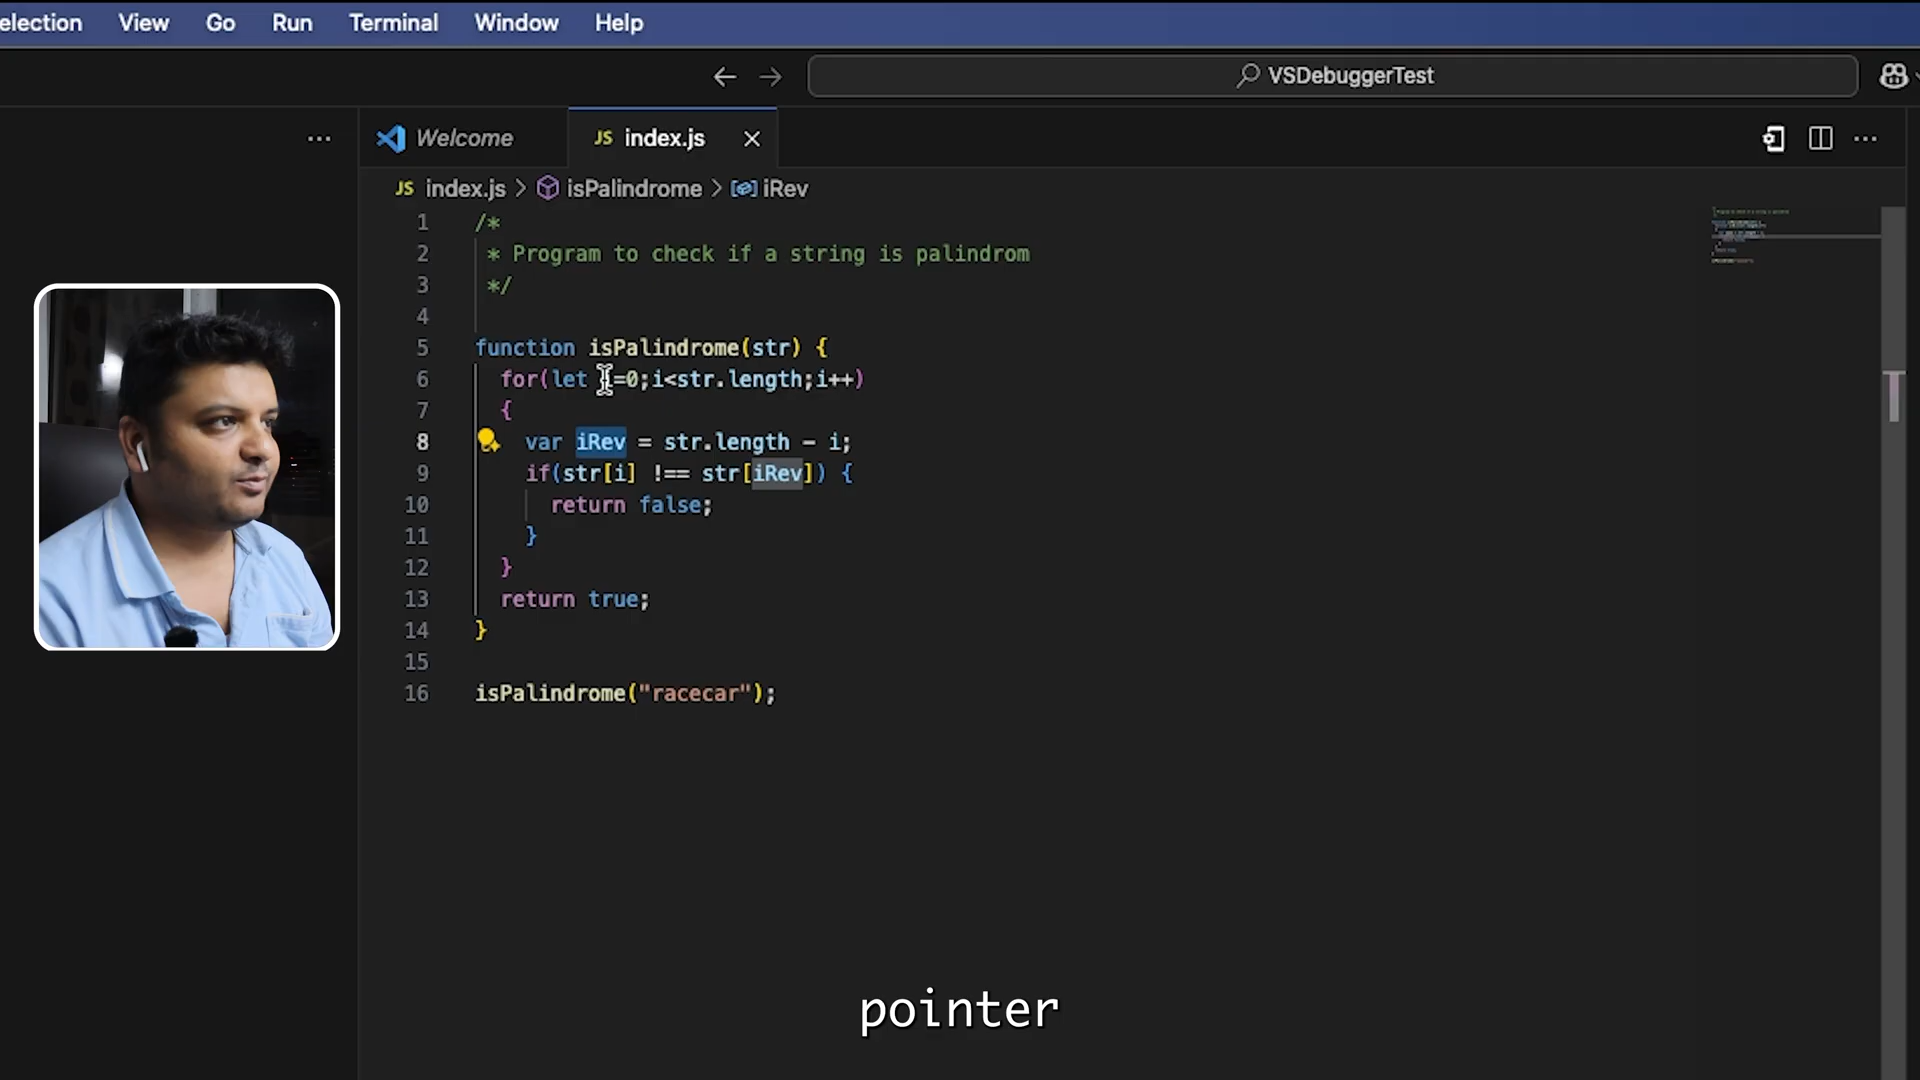 election View Go Run Terminal Window Help
VSDebuggerTest
Welcome JS index.js
JS index.js > isPalindrome > iRev
1 /*
2 * Program to check if a string is palindrom
3 */
4
5 function isPalindrome(str) {
6 for(let i=0;i<str.length;i++)
7 {
8 var iRev = str.length - i;
9 if(str[i] !== str[iRev]) {
10 return false;
11 }
12 }
13 return true;
14 }
15
16 isPalindrome("racecar");
pointer